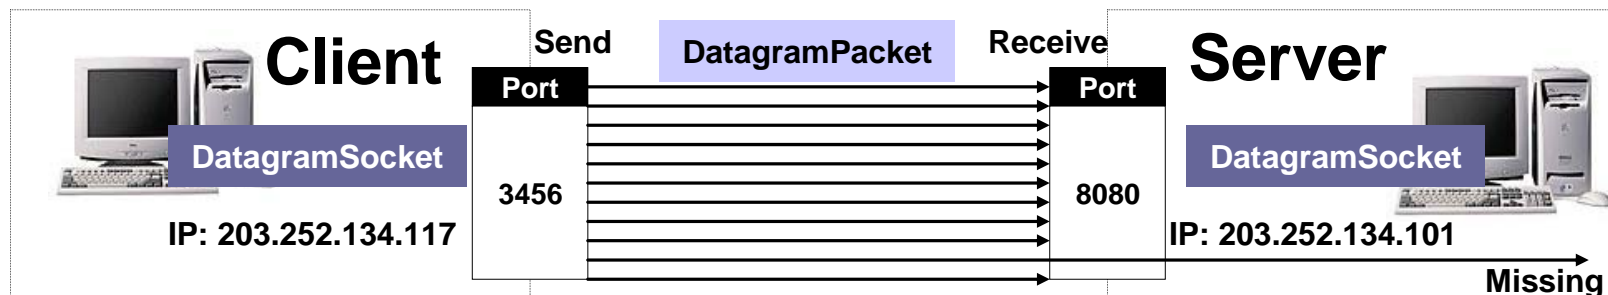 Client
Send
DatagramPacket
Receive
Server
Port
Port
DatagramSocket
DatagramSocket
3456
8080
IP: 203.252.134.117
IP: 203.252.134.101
Missing